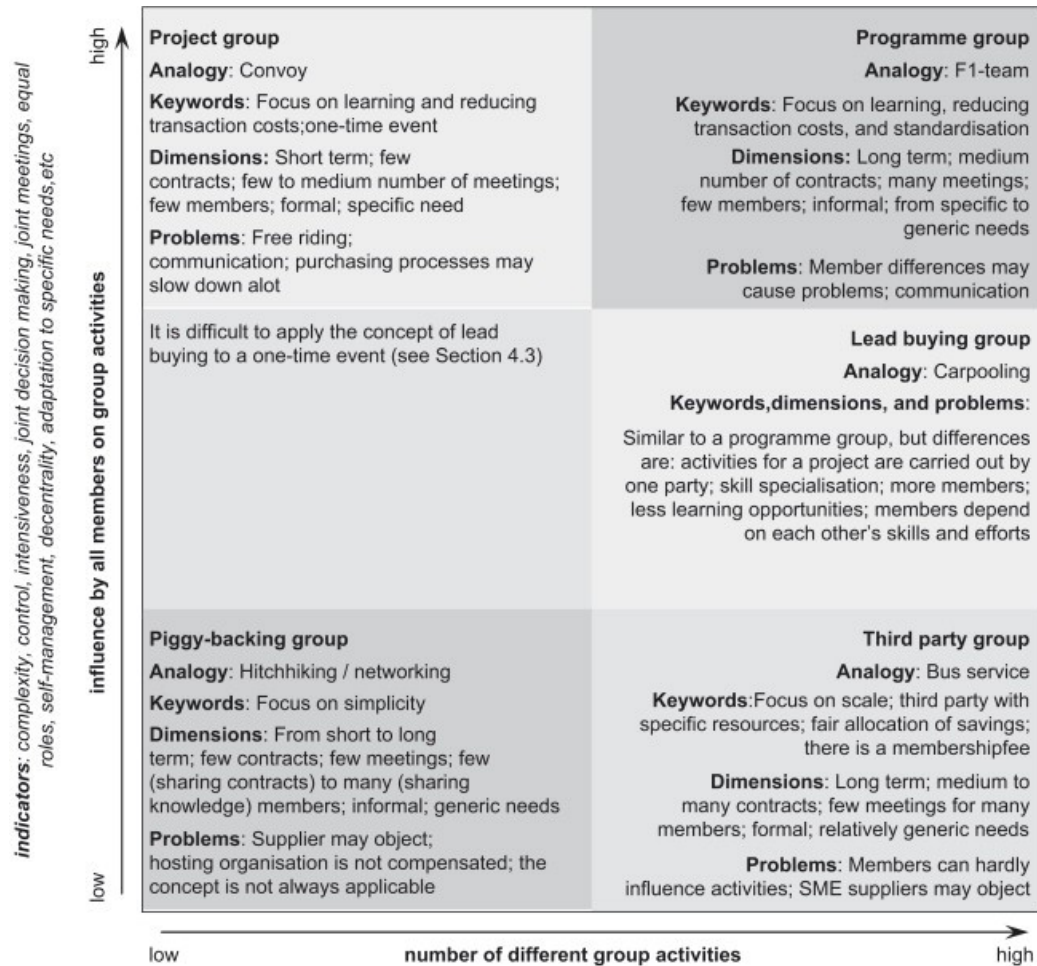 indicators: complexity, control, intensiveness, joint decision making, joint meetings, equal
roles, self-management, decentrality, adaptation to specific needs,etc
influence by all members on group activities
high
low
Project group
Analogy: Convoy
Keywords: Focus on learning and reducing
transaction costs;one-time event
Dimensions: Short term; few
contracts; few to medium number of meetings;
few members; formal; specific need
Problems: Free riding;
communication; purchasing processes may
slow down alot
Programme group
Analogy: F1-team
Keywords: Focus on learning, reducing
transaction costs, and standardisation
Dimensions: Long term; medium
number of contracts; many meetings;
few members; informal; from specific to
generic needs
Problems: Member differences may
cause problems; communication
It is difficult to apply the concept of lead
buying to a one-time event (see Section 4.3)
Lead buying group
Analogy: Carpooling
Keywords,dimensions, and problems:
Similar to a programme group, but differences
are: activities for a project are carried out by
one party; skill specialisation; more members;
less learning opportunities; members depend
on each other's skills and efforts
Piggy-backing group
Analogy: Hitchhiking / networking
Keywords: Focus on simplicity
Dimensions: From short to long
term; few contracts; few meetings; few
(sharing contracts) to many (sharing
knowledge) members; informal; generic needs
Problems: Supplier may object;
hosting organisation is not compensated; the
concept is not always applicable
Third party group
Analogy: Bus service
Keywords:Focus on scale; third party with
specific resources; fair allocation of savings;
there is a membershipfee
Dimensions: Long term; medium to
many contracts; few meetings for many
members; formal; relatively generic needs
Problems: Members can hardly
influence activities; SME suppliers may object
low
number of different group activities
high